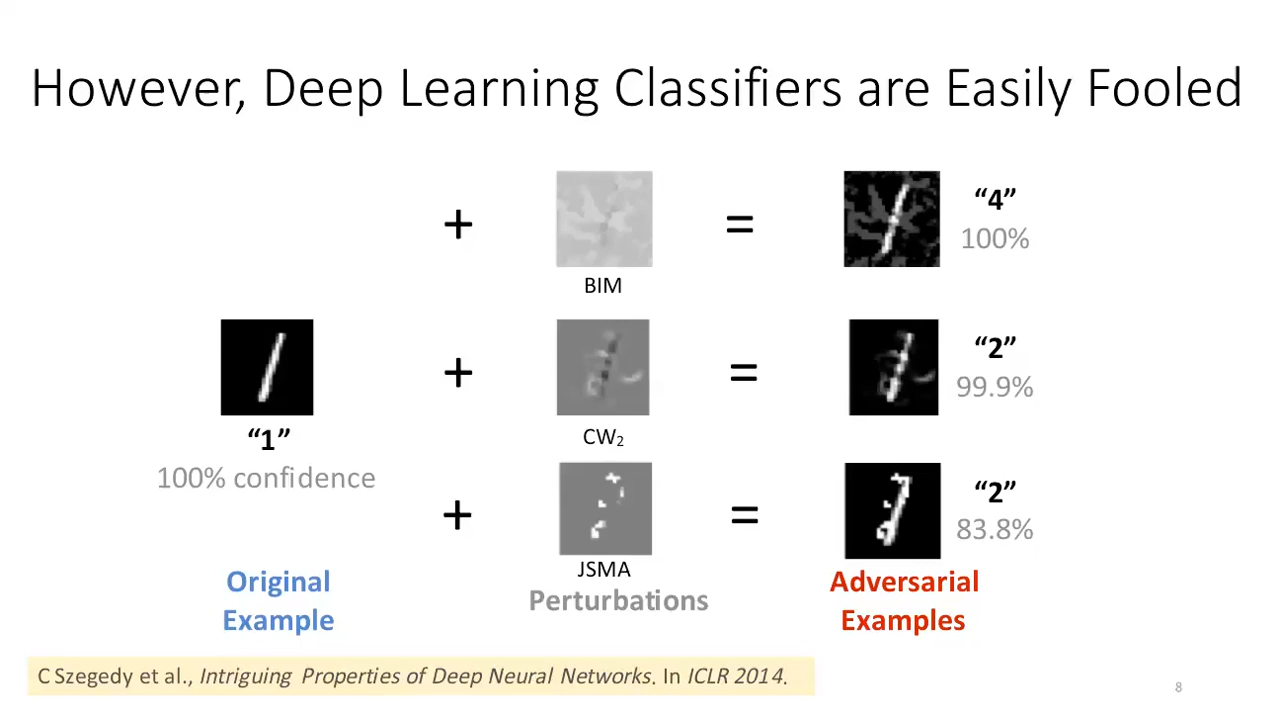 However, Deep Learning Classifiers are Easily Fooled
+
BIM
=
“4”
100%
“1”
100% confidence
+
CW₂
=
“2”
99.9%
+
JSMA
=
“2”
83.8%
Original
Example
Perturbations
Adversarial
Examples
C Szegedy et al., Intriguing Properties of Deep Neural Networks. In ICLR 2014.
8